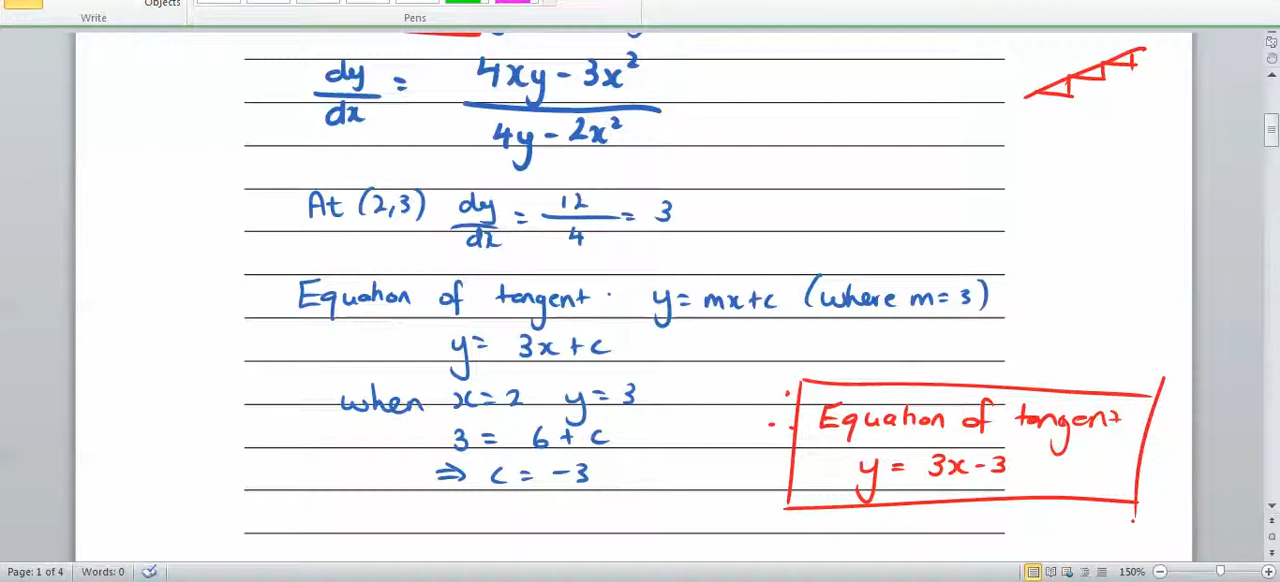 Objects
Write
Pens
dy/dx = (4xy - 3x²)/(4y - 2x²)
At (2,3) dy/dx = 12/4 = 3
Equation of tangent . y = mx + c (where m = 3)
y = 3x + c
when x = 2 y = 3
3 = 6 + c
⇒ c = -3
∴ Equation of tangent
y = 3x - 3
Page: 1 of 4 Words: 0 150%